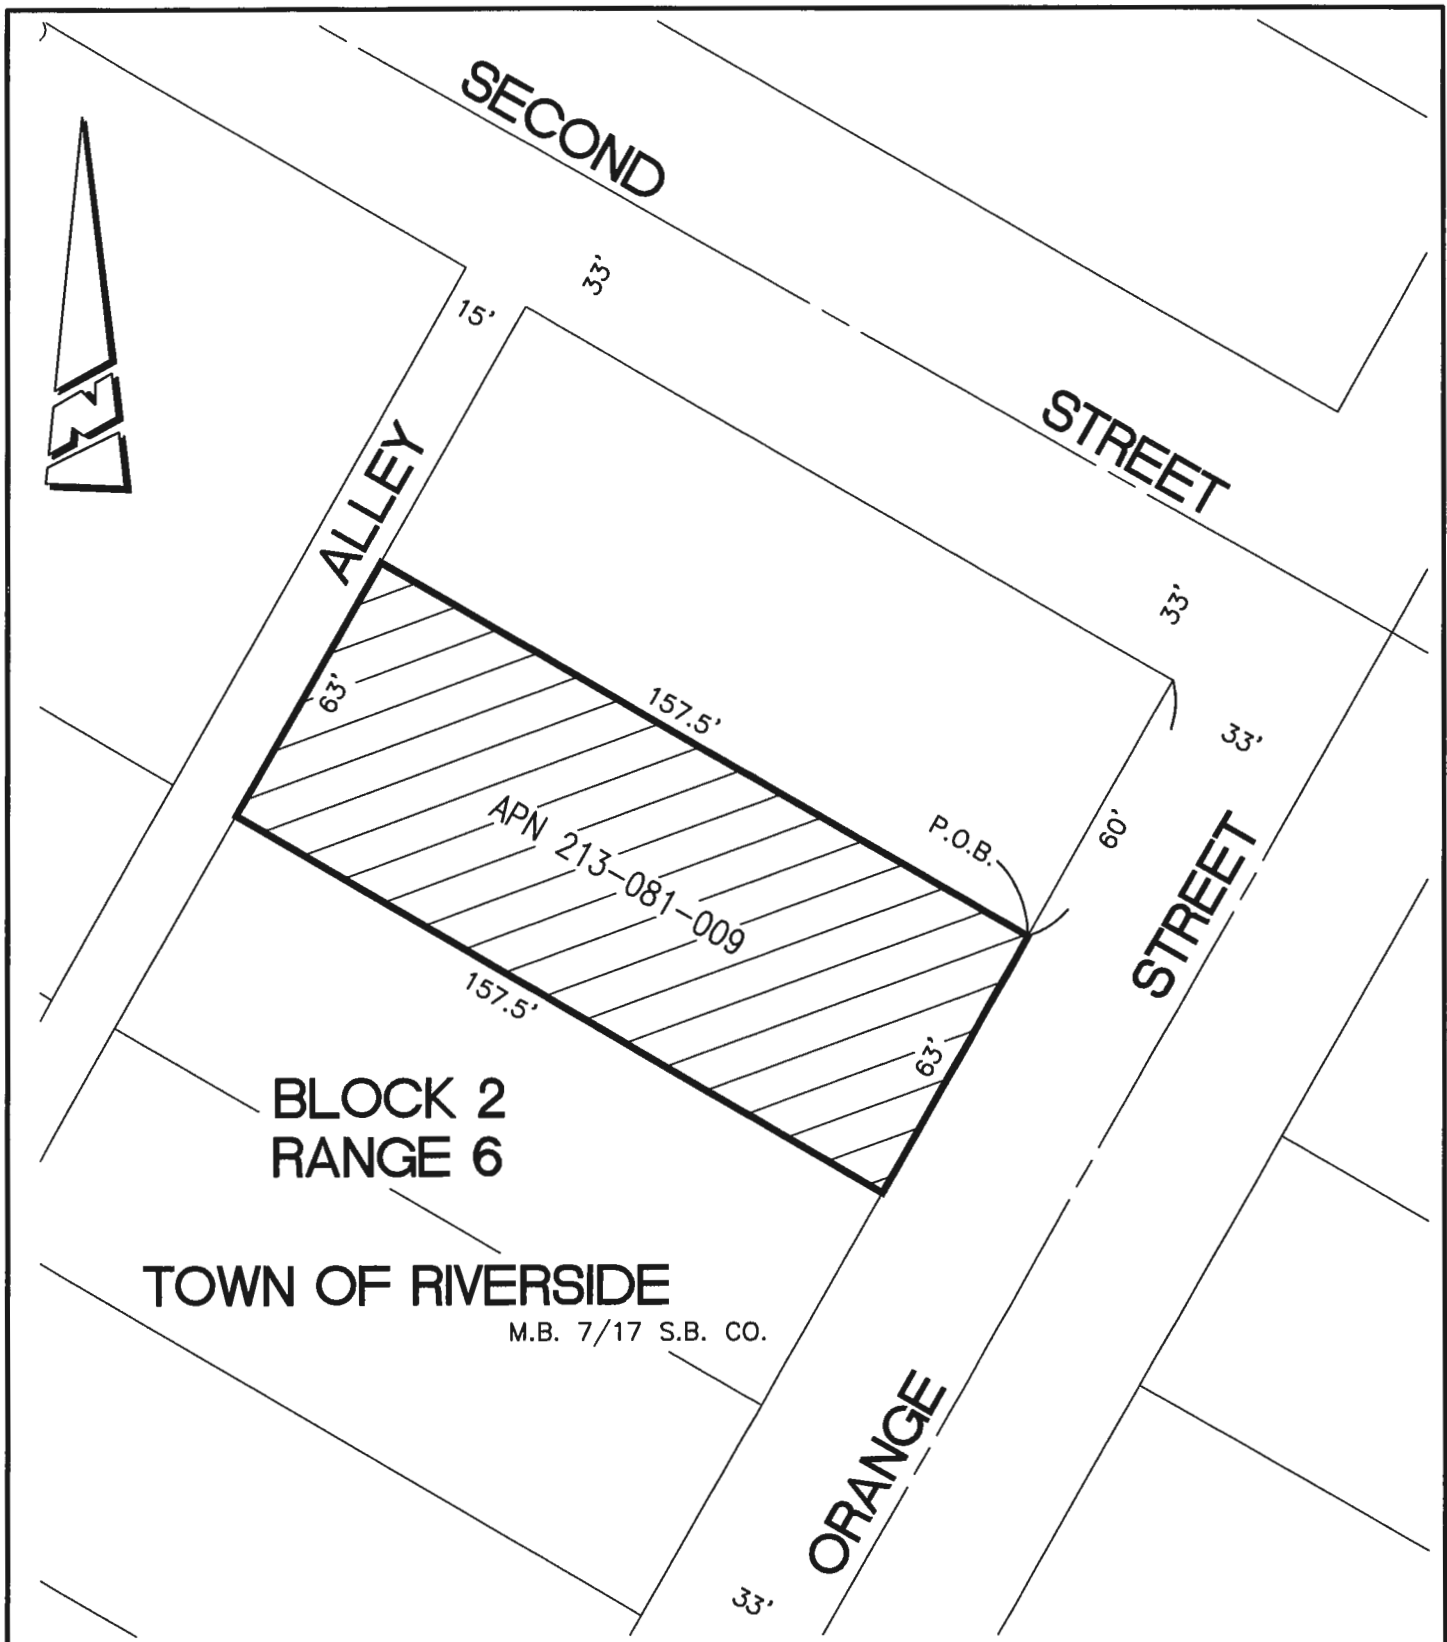 SECOND
STREET
33'
15'
N
ALLEY
33'
63'
157.5'
33'
60'
P.O.B.
APN 213-081-009
STREET
157.5'
63'
BLOCK 2
RANGE 6
TOWN OF RIVERSIDE
M.B. 7/17 S.B. CO.
ORANGE
33'